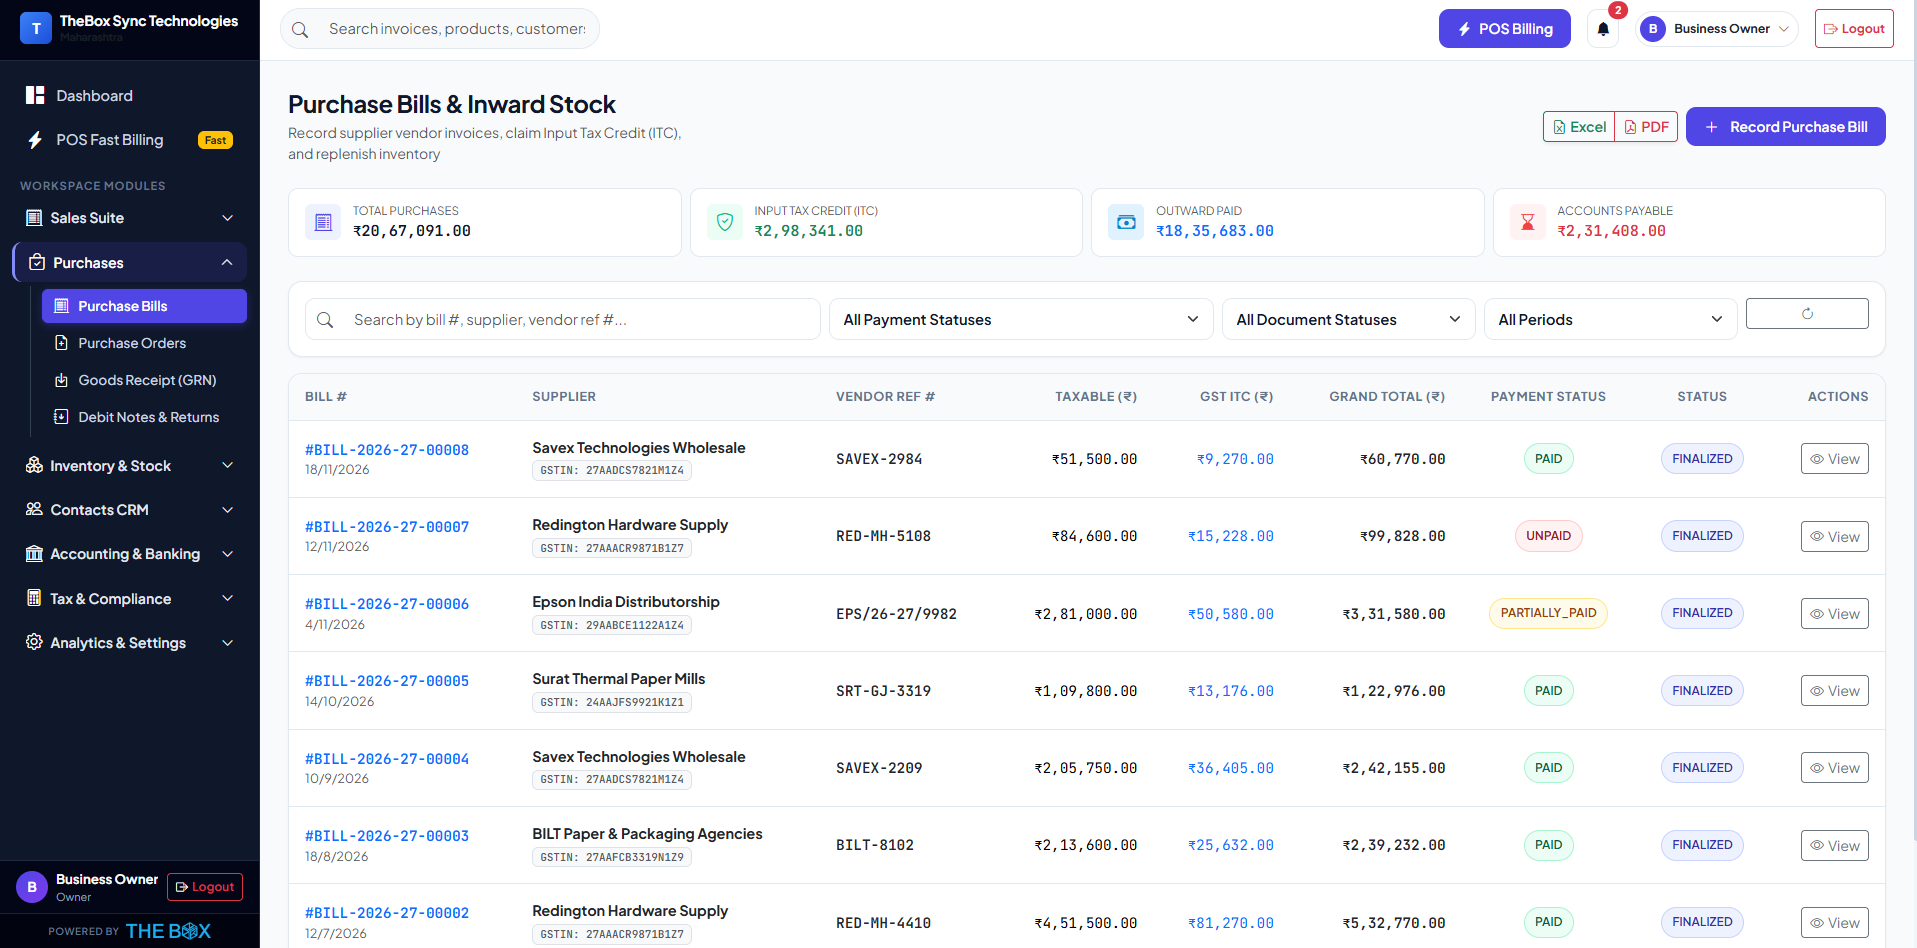 T
TheBox Sync Technologies
Maharashtra
Search invoices, products, customers
POS Billing
2
B
Business Owner
Logout
Dashboard
POS Fast Billing
Fast
WORKSPACE MODULES
Sales Suite
Purchases
Purchase Bills
Purchase Orders
Goods Receipt (GRN)
Debit Notes & Returns
Inventory & Stock
Contacts CRM
Accounting & Banking
Tax & Compliance
Analytics & Settings
B
Business Owner
Owner
Logout
POWERED BY THE BOX
Purchase Bills & Inward Stock
Record supplier vendor invoices, claim Input Tax Credit (ITC),
and replenish inventory
Excel
PDF
Record Purchase Bill
TOTAL PURCHASES
₹20,67,091.00
INPUT TAX CREDIT (ITC)
₹2,98,341.00
OUTWARD PAID
₹18,35,683.00
ACCOUNTS PAYABLE
₹2,31,408.00
Search by bill #, supplier, vendor ref #...
All Payment Statuses
All Document Statuses
All Periods
BILL # SUPPLIER VENDOR REF # TAXABLE (₹) GST ITC (₹) GRAND TOTAL (₹) PAYMENT STATUS STATUS ACTIONS
#BILL-2026-27-00008
18/11/2026
Savex Technologies Wholesale
GSTIN: 27AADCS7821M1Z4
SAVEX-2984 ₹51,500.00 ₹9,270.00 ₹60,770.00 PAID FINALIZED View
#BILL-2026-27-00007
12/11/2026
Redington Hardware Supply
GSTIN: 27AAACR9871B1Z7
RED-MH-5108 ₹84,600.00 ₹15,228.00 ₹99,828.00 UNPAID FINALIZED View
#BILL-2026-27-00006
4/11/2026
Epson India Distributorship
GSTIN: 29AABCE1122A1Z4
EPS/26-27/9982 ₹2,81,000.00 ₹50,580.00 ₹3,31,580.00 PARTIALLY_PAID FINALIZED View
#BILL-2026-27-00005
14/10/2026
Surat Thermal Paper Mills
GSTIN: 24AAJFS9921K1Z1
SRT-GJ-3319 ₹1,09,800.00 ₹13,176.00 ₹1,22,976.00 PAID FINALIZED View
#BILL-2026-27-00004
10/9/2026
Savex Technologies Wholesale
GSTIN: 27AADCS7821M1Z4
SAVEX-2209 ₹2,05,750.00 ₹36,405.00 ₹2,42,155.00 PAID FINALIZED View
#BILL-2026-27-00003
18/8/2026
BILT Paper & Packaging Agencies
GSTIN: 27AAFCB3319N1Z9
BILT-8102 ₹2,13,600.00 ₹25,632.00 ₹2,39,232.00 PAID FINALIZED View
#BILL-2026-27-00002
12/7/2026
Redington Hardware Supply
GSTIN: 27AAACR9871B1Z7
RED-MH-4410 ₹4,51,500.00 ₹81,270.00 ₹5,32,770.00 PAID FINALIZED View